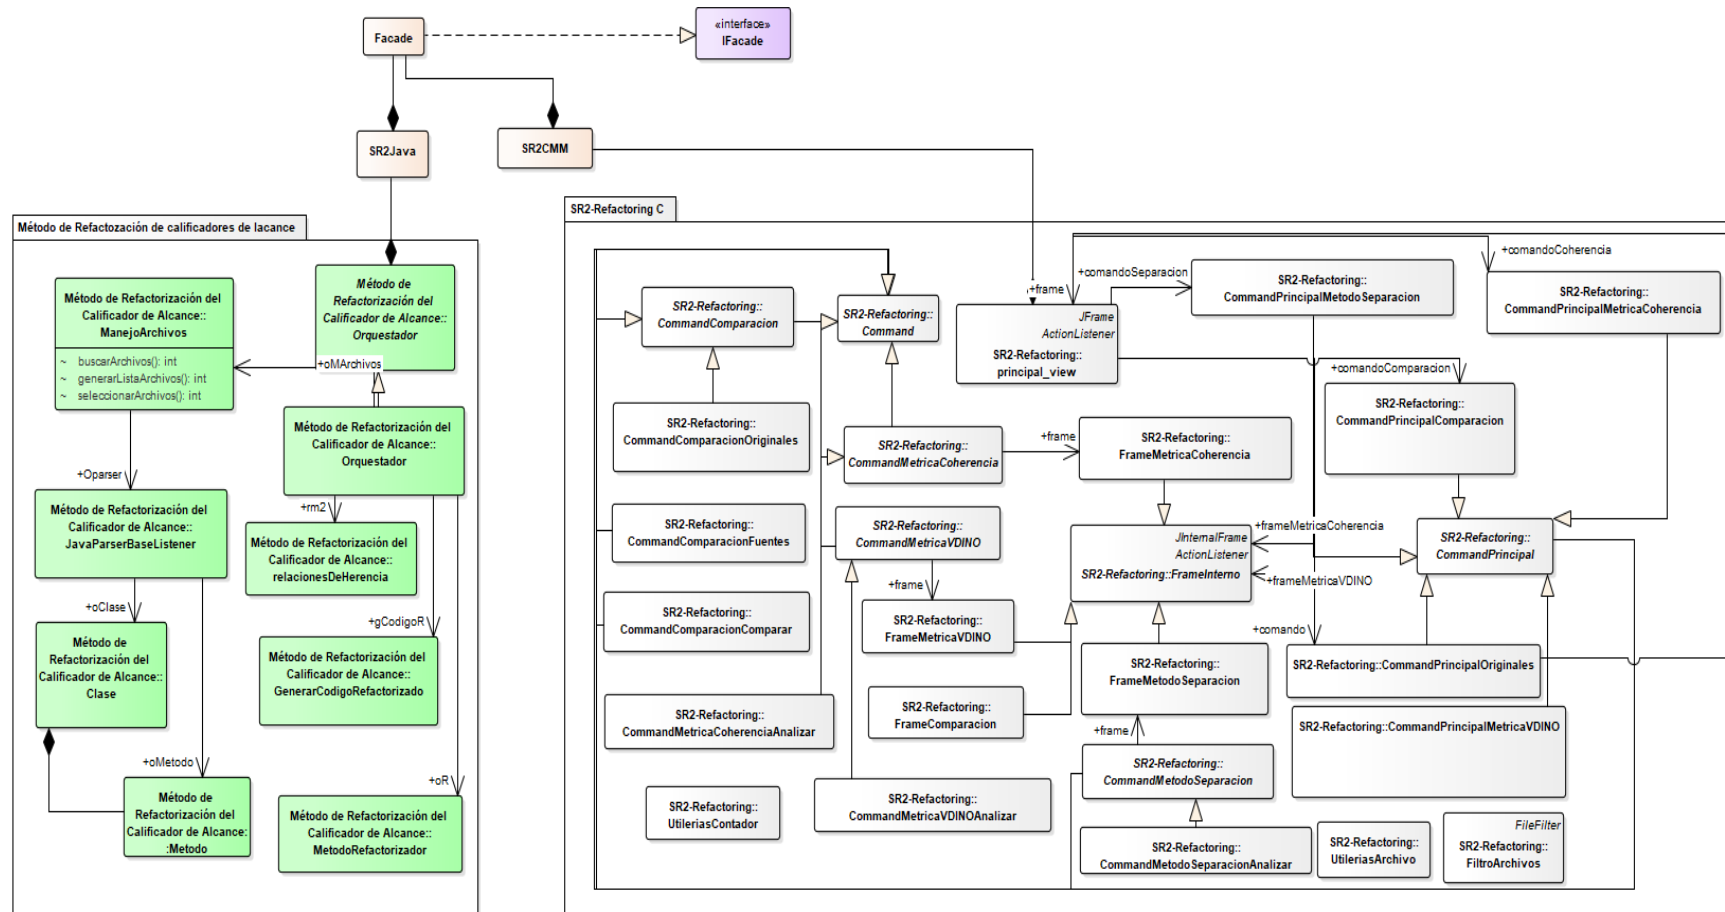 Facade
«interface»
IFacade
SR2Java
SR2CMM
Método de Refactozación de calificadores de lacance
Método de Refactorización del
Calificador de Alcance::
ManejoArchivos
~ buscarArchivos(): int
~ generarListaArchivos(): int
~ seleccionarArchivos(): int
Método de
Refactorización del
Calificador de Alcance::
Orquestador
+oMArchivos
Método de Refactorización del
Calificador de Alcance::
Orquestador
+Oparser
Método de Refactorización del
Calificador de Alcance::
JavaParserBaseListener
+rm2
Método de Refactorización del
Calificador de Alcance::
relacionesDeHerencia
+oClase
Método de
Refactorización del
Calificador de Alcance::
Clase
+gCodigoR
Método de Refactorización del
Calificador de Alcance::
GenerarCodigoRefactorizado
+oMetodo
Método de
Refactorización del
Calificador de Alcance:
:Metodo
+oR
Método de Refactorización del
Calificador de Alcance::
MetodoRefactorizador
SR2-Refactoring C
SR2-Refactoring::
CommandComparacion
SR2-Refactoring::
Command
+frame
JFrame
ActionListener
SR2-Refactoring::
principal_view
+comandoSeparacion
SR2-Refactoring::
CommandPrincipalMetodoSeparacion
+comandoCoherencia
SR2-Refactoring::
CommandPrincipalMetricaCoherencia
+comandoComparacion
SR2-Refactoring::
CommandPrincipalComparacion
SR2-Refactoring::
CommandComparacionOriginales
SR2-Refactoring::
CommandMetricaCoherencia
+frame
SR2-Refactoring::
FrameMetricaCoherencia
SR2-Refactoring::
CommandComparacionFuentes
SR2-Refactoring::
CommandMetricaVDINO
JInternalFrame
ActionListener
SR2-Refactoring::FrameInterno
+frameMetricaCoherencia
+frameMetricaVDINO
SR2-Refactoring::
CommandPrincipal
+frame
SR2-Refactoring::
CommandComparacionComparar
SR2-Refactoring::
FrameMetricaVDINO
SR2-Refactoring::
FrameMetodoSeparacion
+comando
SR2-Refactoring::CommandPrincipalOriginales
SR2-Refactoring::
CommandMetricaCoherenciaAnalizar
SR2-Refactoring::
FrameComparacion
+frame
SR2-Refactoring::CommandPrincipalMetricaVDINO
SR2-Refactoring::
CommandMetodoSeparacion
SR2-Refactoring::
UtileriasContador
SR2-Refactoring::
CommandMetricaVDINOAnalizar
SR2-Refactoring::
CommandMetodoSeparacionAnalizar
SR2-Refactoring::
UtileriasArchivo
FileFilter
SR2-Refactoring::
FiltroArchivos